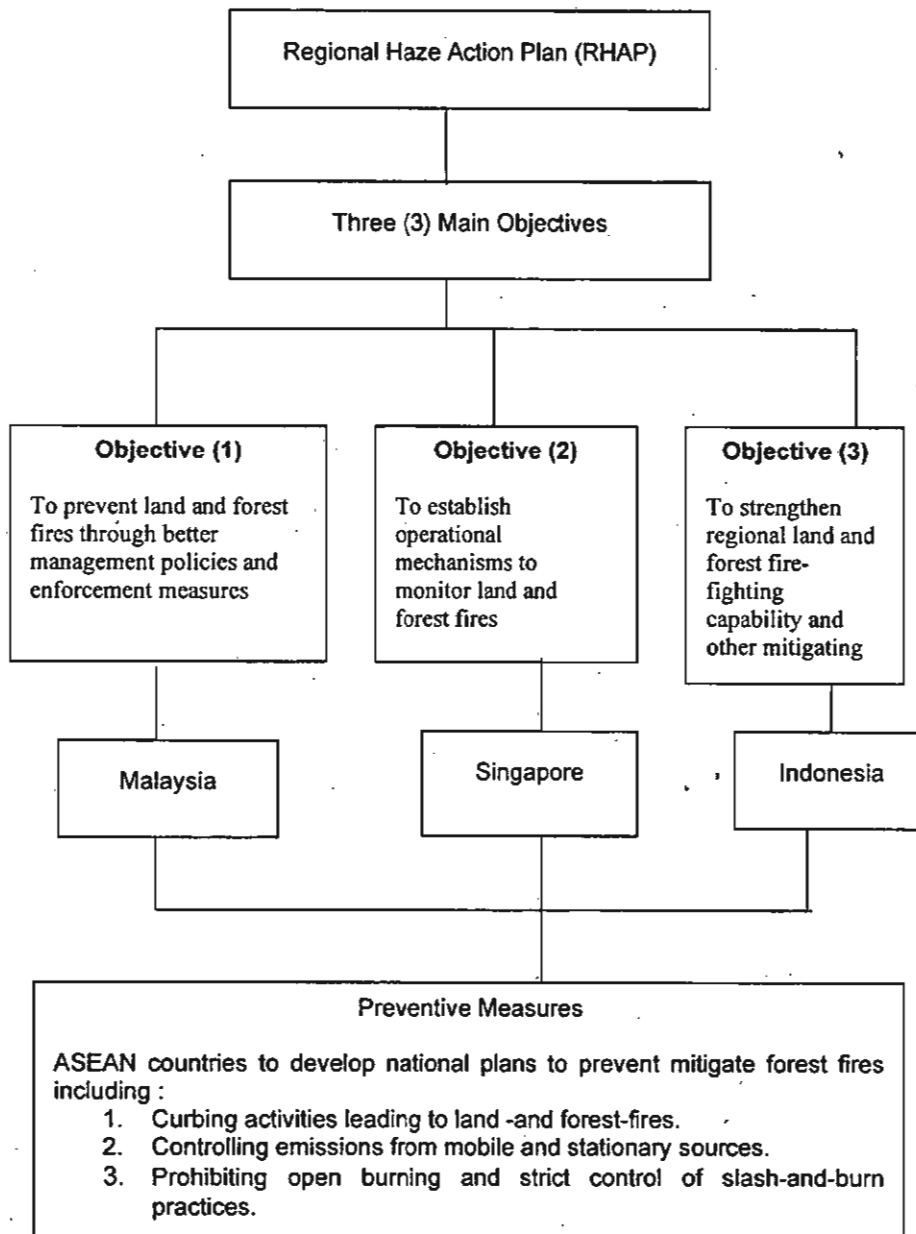 Regional Haze Action Plan (RHAP)
Three (3) Main Objectives
Objective (1)
To prevent land and forest
fires through better
management policies and
enforcement measures
Objective (2)
To establish
operational
mechanisms to
monitor land and
forest fires
Objective (3)
To strengthen
regional land and
forest fire-
fighting
capability and
other mitigating
Malaysia
Singapore
Indonesia
Preventive Measures
ASEAN countries to develop national plans to prevent mitigate forest fires
including :
1. Curbing activities leading to land -and forest-fires.
2. Controlling emissions from mobile and stationary sources.
3. Prohibiting open burning and strict control of slash-and-burn
practices.